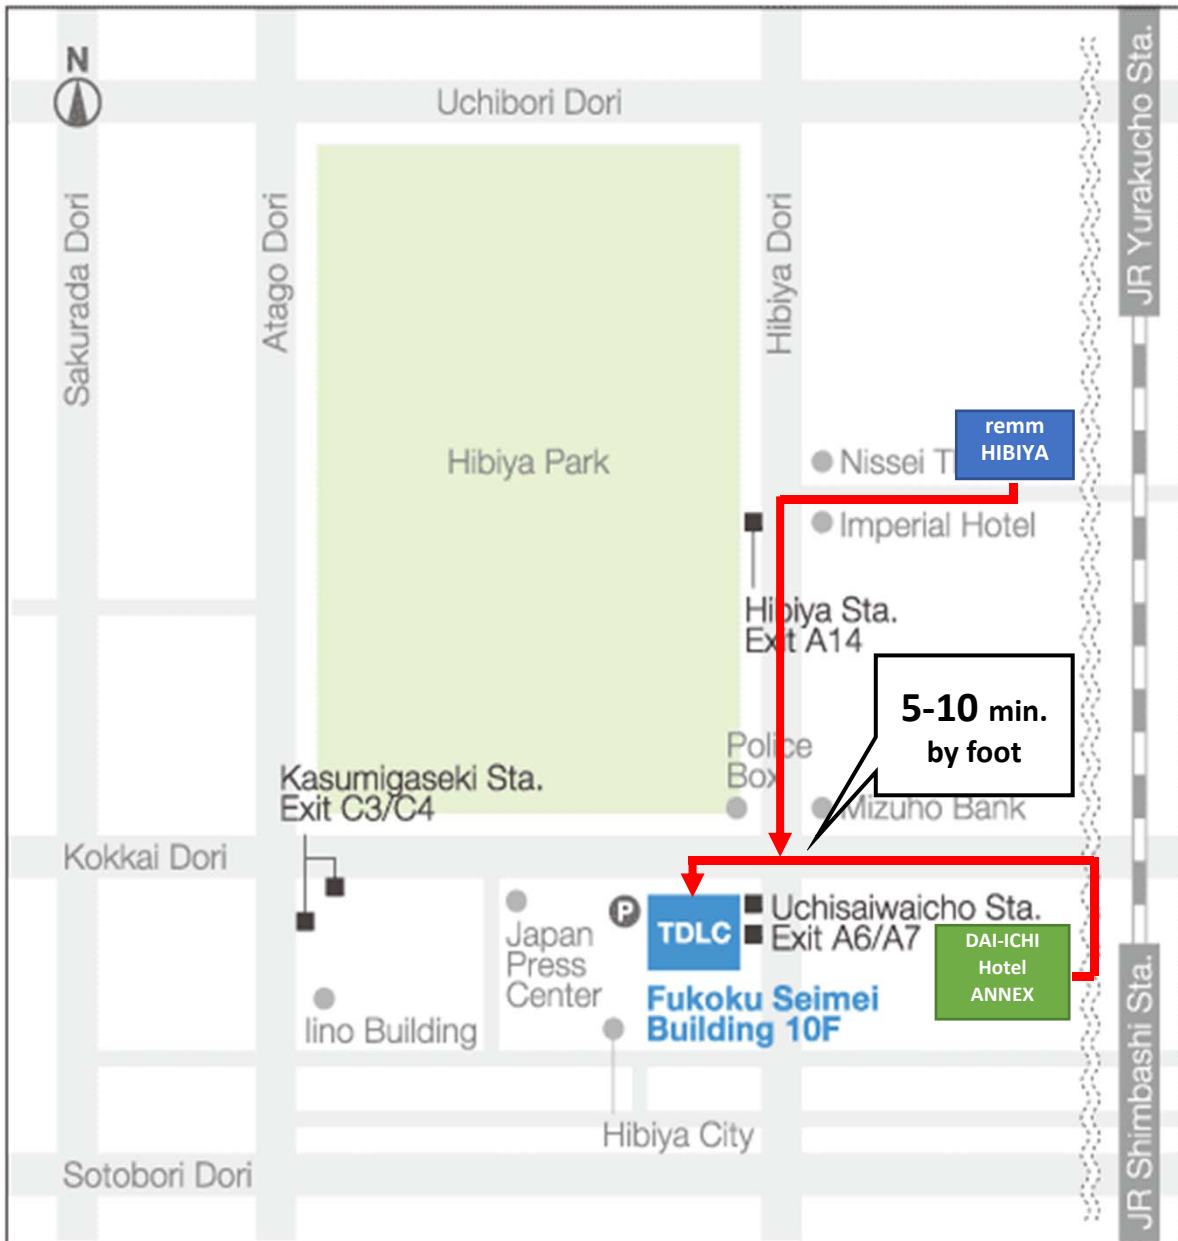 N
Uchibori Dori
Sakurada Dori
Atago Dori
Hibiya Dori
JR Yurakucho Sta.
Hibiya Park
remm
HIBIYA
Nissei T
Imperial Hotel
Hibiya Sta.
Exit A14
5-10 min.
by foot
Police
Box
Mizuho Bank
Kasumigaseki Sta.
Exit C3/C4
Kokkai Dori
P
TDLC
Uchisaiwaicho Sta.
Exit A6/A7
DAI-ICHI
Hotel
ANNEX
Japan
Press
Center
Fukoku Seimei
Building 10F
Iino Building
Hibiya City
Sotobori Dori
JR Shimbashi Sta.